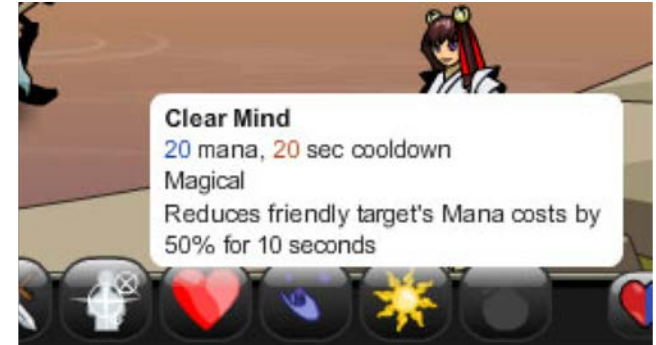 Clear Mind
20 mana, 20 sec cooldown
Magical
Reduces friendly target's Mana costs by
50% for 10 seconds